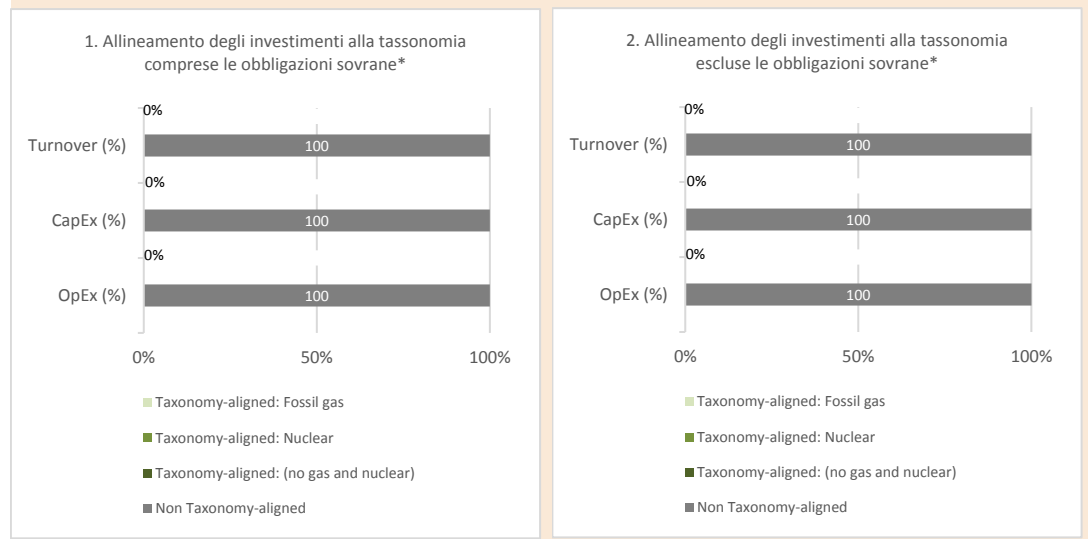 1. Allineamento degli investimenti alla tassonomia
comprese le obbligazioni sovrane*
0%
Turnover (%)
100
0%
CapEx (%)
100
0%
OpEx (%)
100
0%
50%
100%
Taxonomy-aligned: Fossil gas
Taxonomy-aligned: Nuclear
Taxonomy-aligned: (no gas and nuclear)
Non Taxonomy-aligned
2. Allineamento degli investimenti alla tassonomia
escluse le obbligazioni sovrane*
0%
Turnover (%)
100
0%
CapEx (%)
100
0%
OpEx (%)
100
0%
50%
100%
Taxonomy-aligned: Fossil gas
Taxonomy-aligned: Nuclear
Taxonomy-aligned: (no gas and nuclear)
Non Taxonomy-aligned